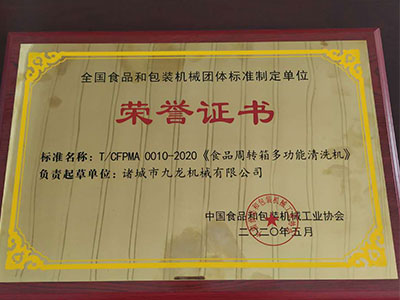 全国食品和包装机械团体标准制定单位
荣誉证书
标准名称：T/CFPMA 0010-2020《食品周转箱多功能清洗机》
负责起草单位：诸城市九龙机械有限公司
中国食品和包装机械工业协会
二〇二〇年五月